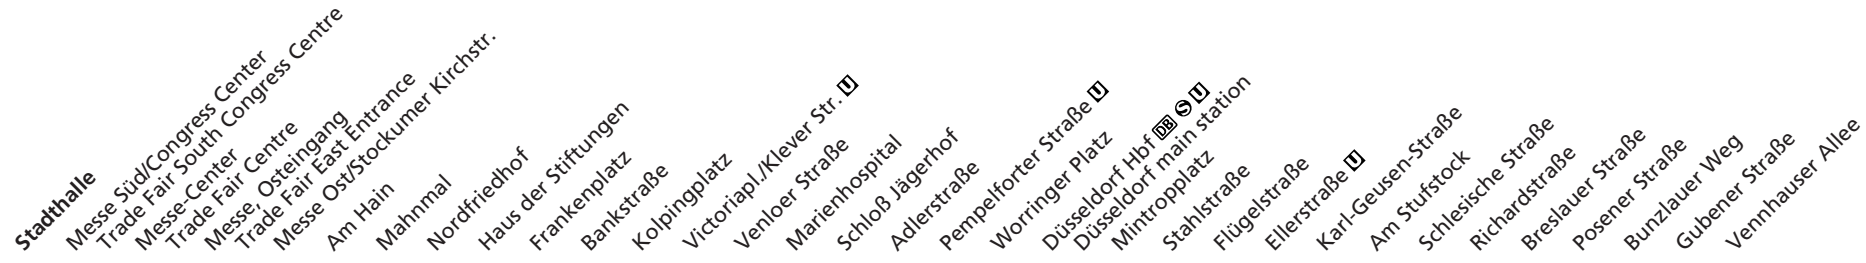 Stadthalle
Messe Süd/Congress Center
Trade Fair South Congress Centre
Messe-Center
Trade Fair Centre
Messe, Osteingang
Trade Fair East Entrance
Messe Ost/Stockumer Kirchstr.
Am Hain
Mahnmal
Nordfriedhof
Haus der Stiftungen
Frankenplatz
Bankstraße
Kolpingplatz
Victoriapl./Klever Str. U
Venloer Straße
Marienhospital
Schloß Jägerhof
Adlerstraße
Pempelforter Straße U
Worringer Platz
Düsseldorf Hbf DB S U
Düsseldorf main station
Mintropplatz
Stahlstraße
Flügelstraße
Ellerstraße U
Karl-Geusen-Straße
Am Stufstock
Schlesische Straße
Richardstraße
Breslauer Straße
Posener Straße
Bunzlauer Weg
Gubener Straße
Vennhauser Allee